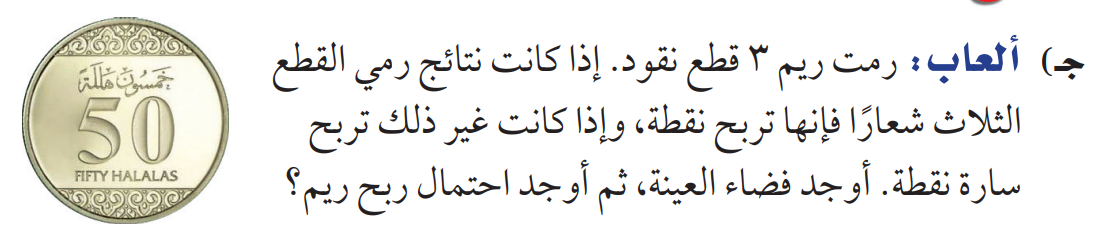 جـ) ألعاب: رمت ريم ٣ قطع نقود. إذا كانت نتائج رمي القطع
الثلاث شعارًا فإنها تربح نقطة، وإذا كانت غير ذلك تربح
سارة نقطة. أوجد فضاء العينة، ثم أوجد احتمال ربح ريم؟
خمسون هللة
50
FIFTY HALALAS